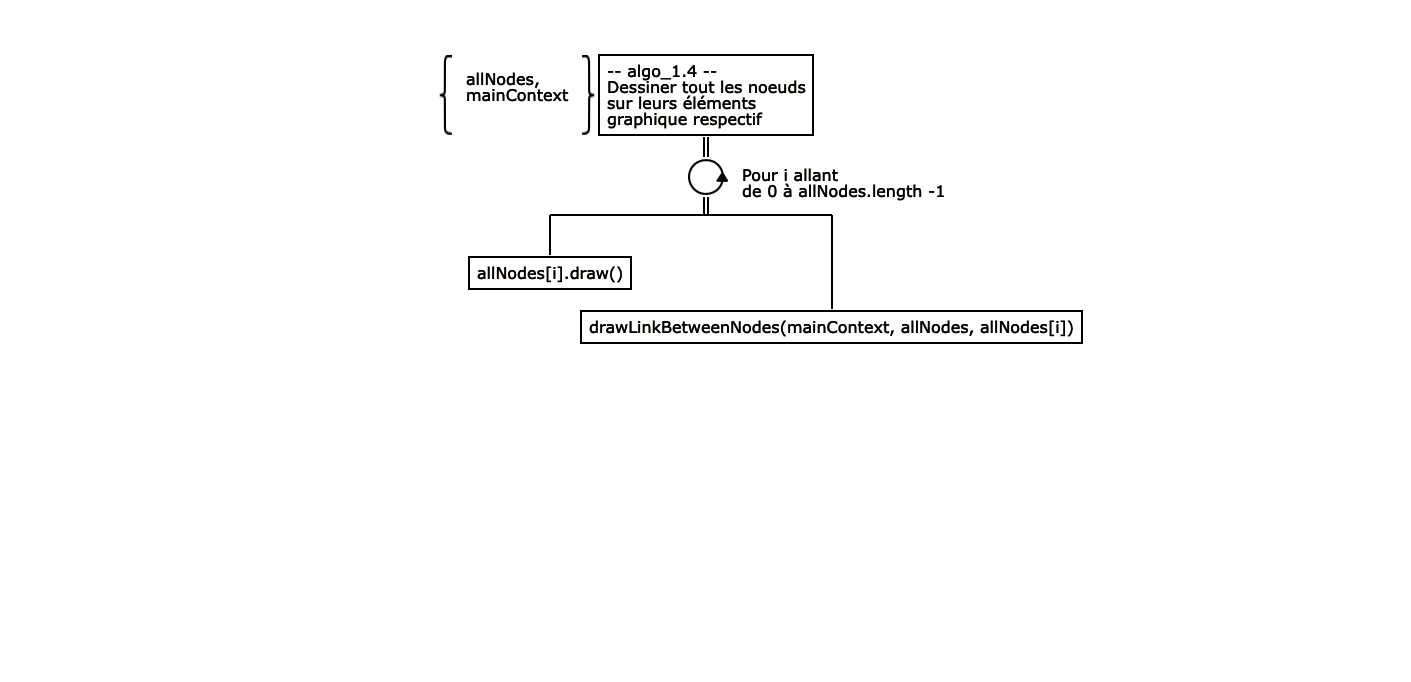 allNodes,
mainContext
-- algo_1.4 --
Dessiner tout les noeuds
sur leurs éléments
graphique respectif
Pour i allant
de 0 à allNodes.length -1
allNodes[i].draw()
drawLinkBetweenNodes(mainContext, allNodes, allNodes[i])